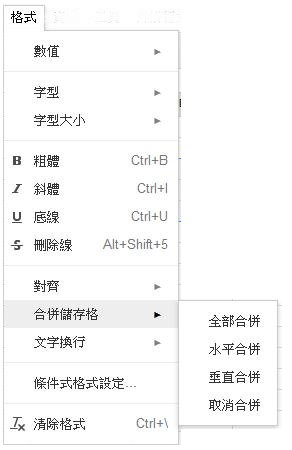 格式
數值
字型
字型大小
B 粗體 Ctrl+B
I 斜體 Ctrl+I
U 底線 Ctrl+U
S 刪除線 Alt+Shift+5
對齊
合併儲存格
全部合併
水平合併
垂直合併
取消合併
文字換行
條件式格式設定...
清除格式 Ctrl+\